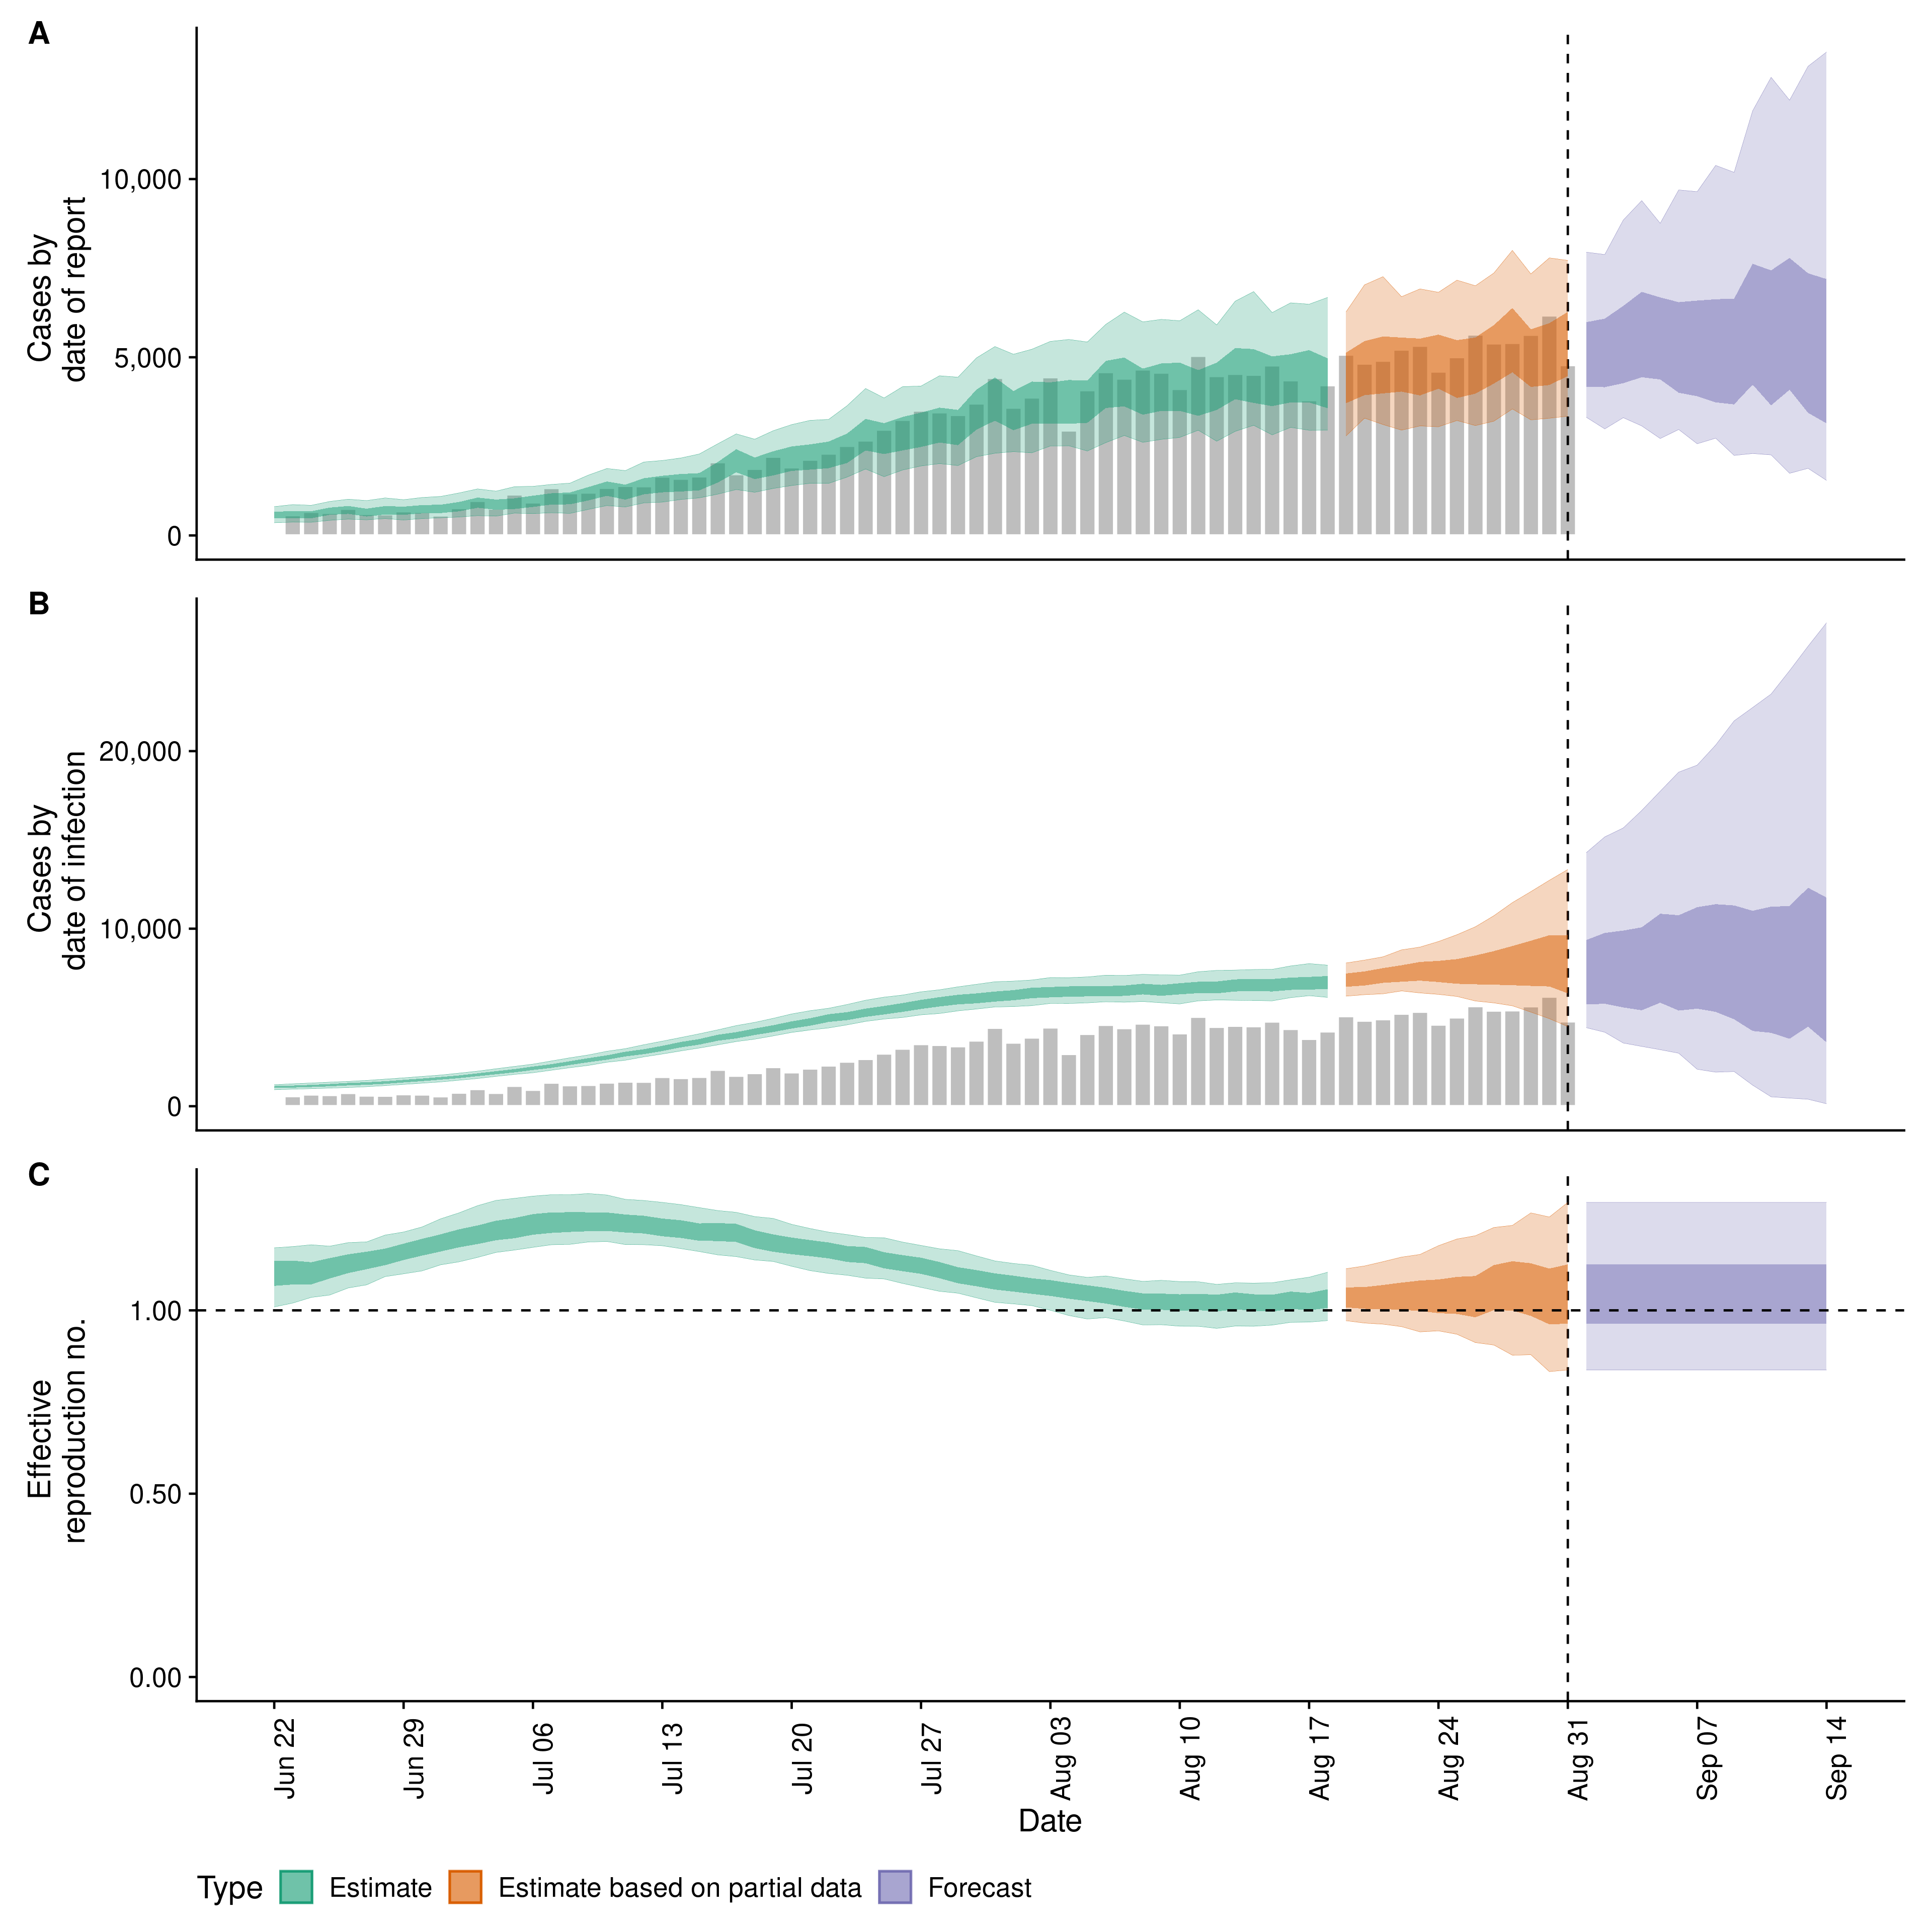 A
Cases by
date of report
10,000
5,000
0
B
Cases by
date of infection
20,000
10,000
0
C
Effective
reproduction no.
1.00
0.50
0.00
Jun 22
Jun 29
Jul 06
Jul 13
Jul 20
Jul 27
Aug 03
Aug 10
Aug 17
Aug 24
Aug 31
Sep 07
Sep 14
Date
Type Estimate Estimate based on partial data Forecast